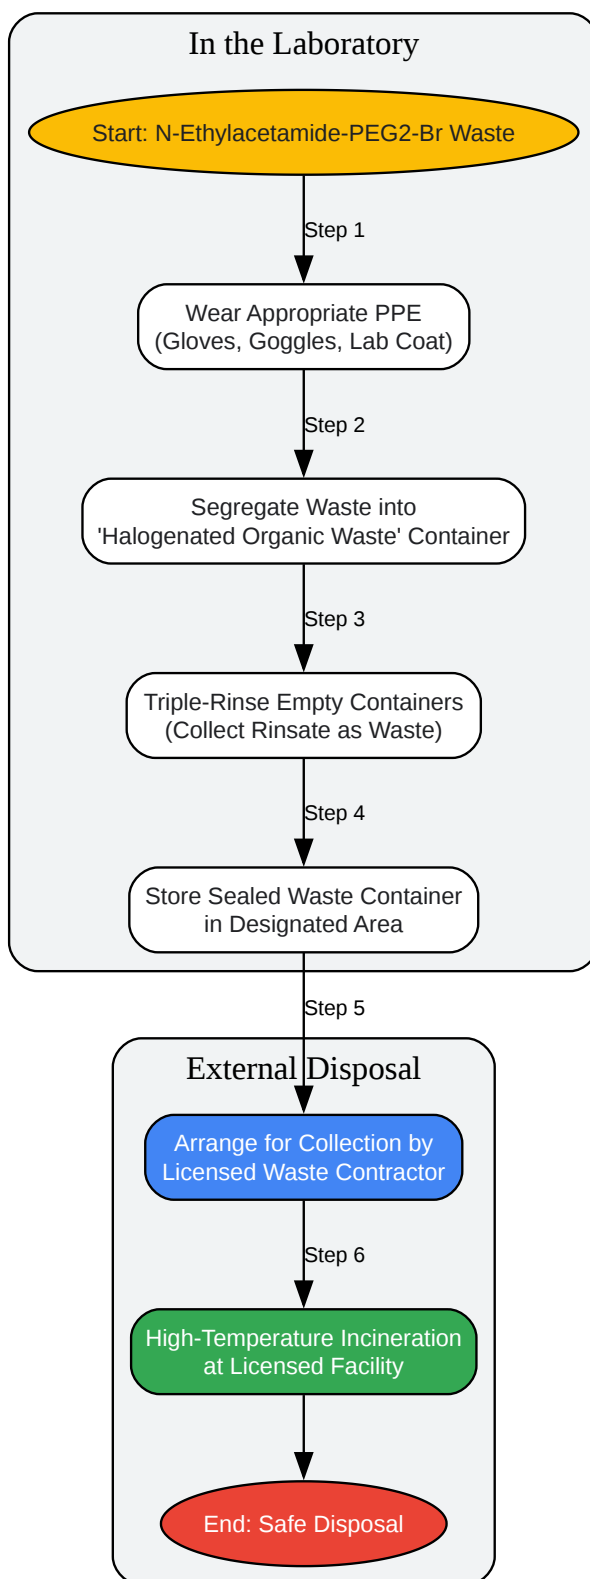 In the Laboratory
Start: N-Ethylacetamide-PEG2-Br Waste
Step 1
Wear Appropriate PPE
(Gloves, Goggles, Lab Coat)
Step 2
Segregate Waste into
'Halogenated Organic Waste' Container
Step 3
Triple-Rinse Empty Containers
(Collect Rinsate as Waste)
Step 4
Store Sealed Waste Container
in Designated Area
Step 5
External Disposal
Arrange for Collection by
Licensed Waste Contractor
Step 6
High-Temperature Incineration
at Licensed Facility
End: Safe Disposal